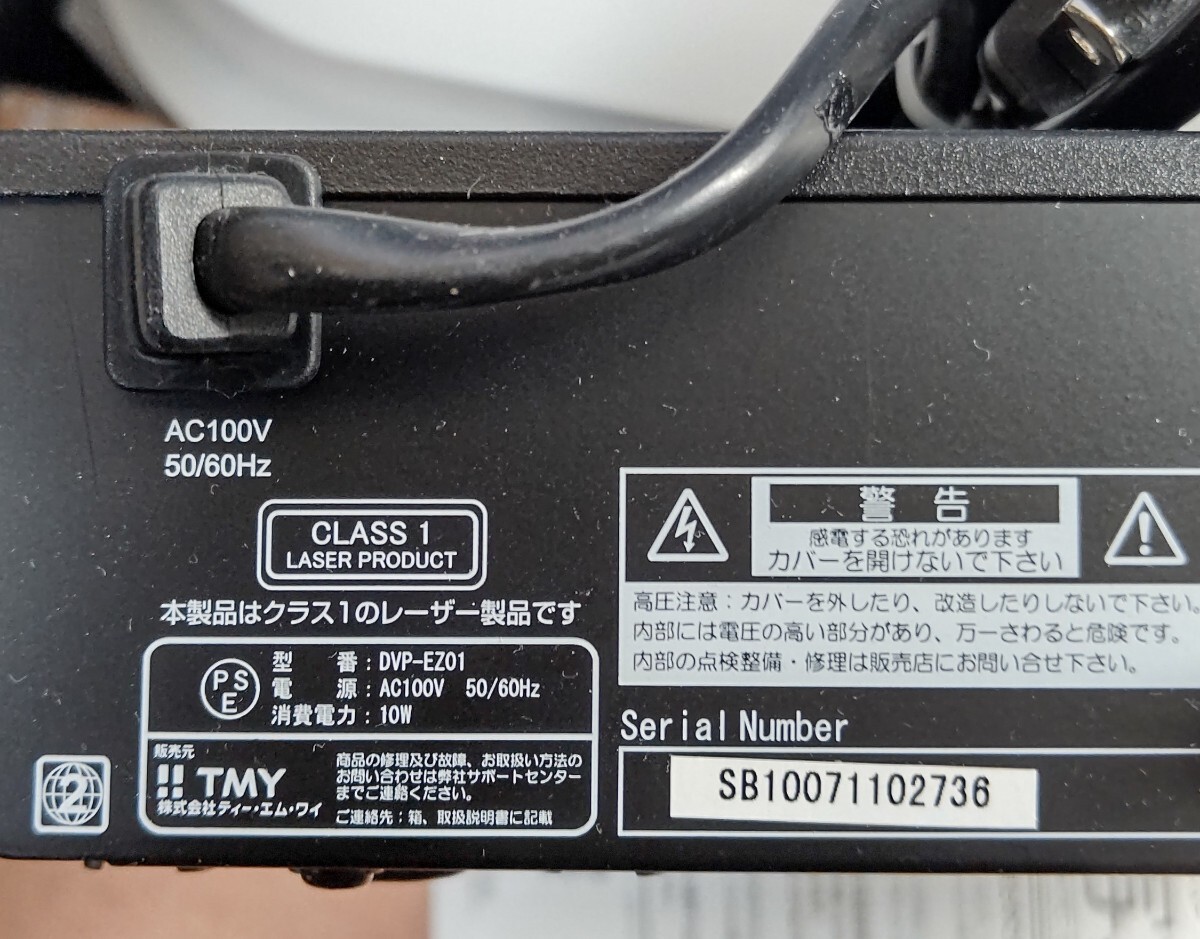 AC100V
50/60Hz
CLASS 1
LASER PRODUCT
本製品はクラス1のレーザー製品です
PSE
型　番：DVP-EZ01
電　源：AC100V 50/60Hz
消費電力：10W
販売元
TMY
株式会社ティー・エム・ワイ
商品の修理及び故障、お取扱い方法の
お問い合わせは弊社サポートセンター
までご連絡ください。
ご連絡先：箱、取扱説明書に記載
2
警告
感電する恐れがあります
カバーを開けないで下さい
!
高圧注意：カバーを外したり、改造したりしないで下さい。
内部には電圧の高い部分があり、万一さわると危険です。
内部の点検整備・修理は販売店にお問い合せ下さい。
Serial Number
SB10071102736